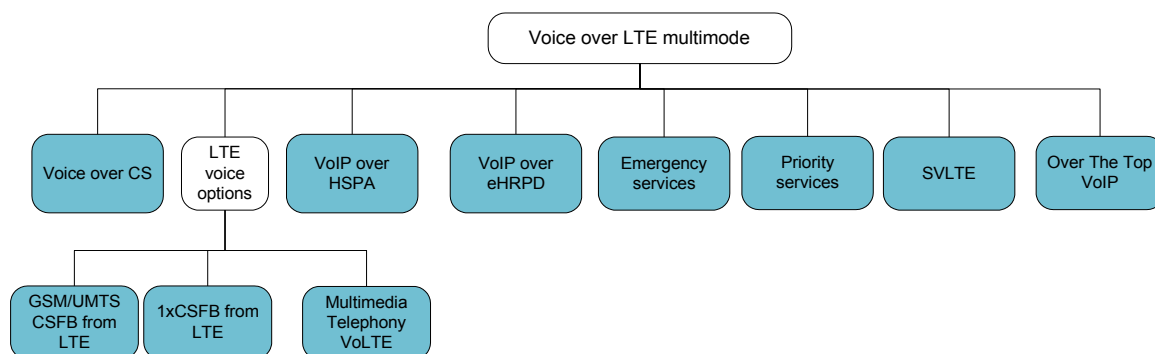 Voice over LTE multimode
Voice over CS
LTE
voice
options
VoIP over
HSPA
VoIP over
eHRPD
Emergency
services
Priority
services
SVLTE
Over The Top
VoIP
GSM/UMTS
CSFB from
LTE
1xCSFB from
LTE
Multimedia
Telephony
VoLTE